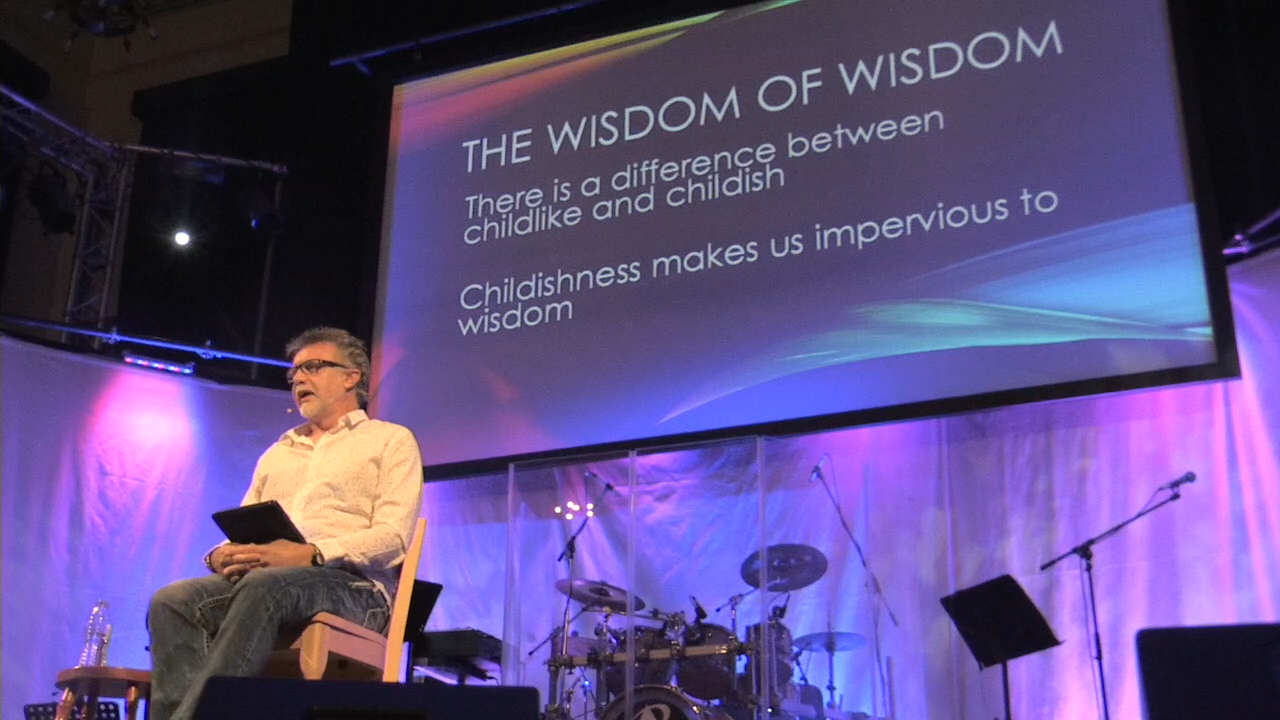 THE WISDOM OF WISDOM
There is a difference between
childlike and childish
Childishness makes us impervious to
wisdom